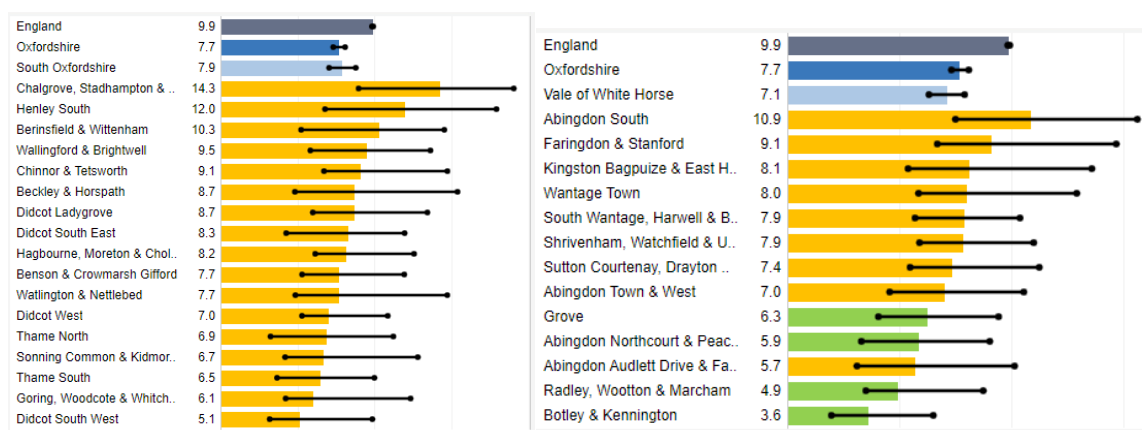 England 9.9
Oxfordshire 7.7
South Oxfordshire 7.9
Chalgrove, Stadhampton & .. 14.3
Henley South 12.0
Berinsfield & Wittenham 10.3
Wallingford & Brightwell 9.5
Chinnor & Tetsworth 9.1
Beckley & Horspath 8.7
Didcot Ladygrove 8.7
Didcot South East 8.3
Hagbourne, Moreton & Chol.. 8.2
Benson & Crowmarsh Gifford 7.7
Watlington & Nettlebed 7.7
Didcot West 7.0
Thame North 6.9
Sonning Common & Kidmor.. 6.7
Thame South 6.5
Goring, Woodcote & Whitch.. 6.1
Didcot South West 5.1
England 9.9
Oxfordshire 7.7
Vale of White Horse 7.1
Abingdon South 10.9
Faringdon & Stanford 9.1
Kingston Bagpuize & East H.. 8.1
Wantage Town 8.0
South Wantage, Harwell & B.. 7.9
Shrivenham, Watchfield & U.. 7.9
Sutton Courtenay, Drayton .. 7.4
Abingdon Town & West 7.0
Grove 6.3
Abingdon Northcourt & Peac.. 5.9
Abingdon Audlett Drive & Fa.. 5.7
Radley, Wootton & Marcham 4.9
Botley & Kennington 3.6